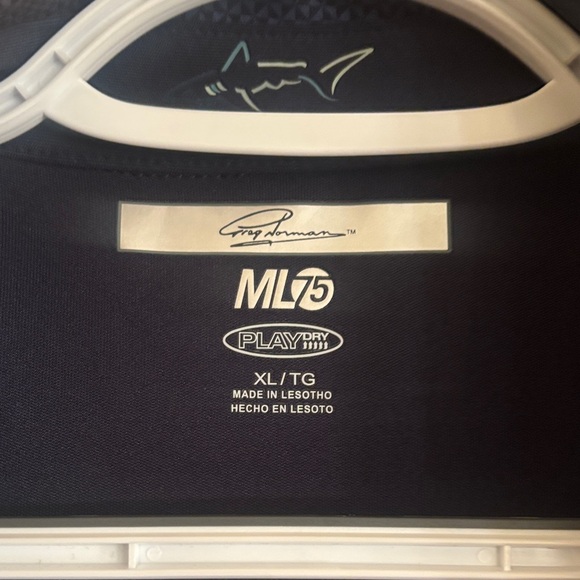 Greg Norman™
ML75
PLAYDRY
XL/TG
MADE IN LESOTHO
HECHO EN LESOTO